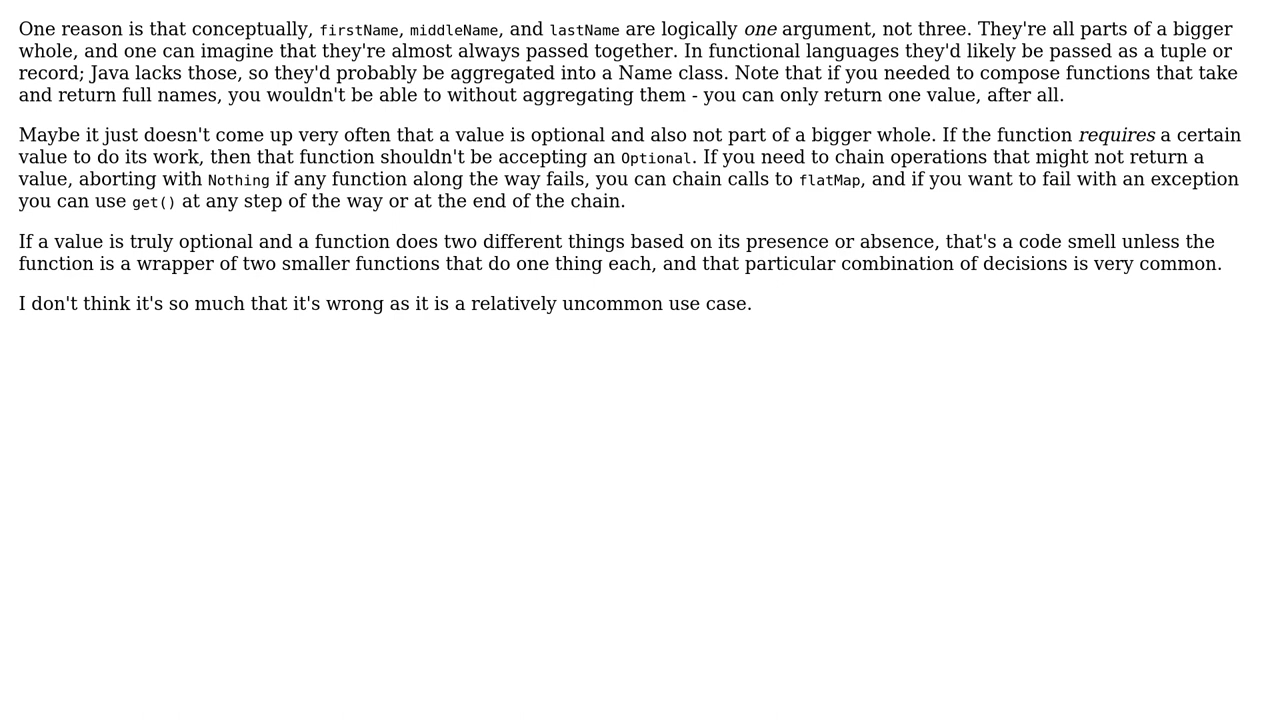 One reason is that conceptually, firstName, middleName, and lastName are logically one argument, not three. They're all parts of a bigger
whole, and one can imagine that they're almost always passed together. In functional languages they'd likely be passed as a tuple or
record; Java lacks those, so they'd probably be aggregated into a Name class. Note that if you needed to compose functions that take
and return full names, you wouldn't be able to without aggregating them - you can only return one value, after all.
Maybe it just doesn't come up very often that a value is optional and also not part of a bigger whole. If the function requires a certain
value to do its work, then that function shouldn't be accepting an Optional. If you need to chain operations that might not return a
value, aborting with Nothing if any function along the way fails, you can chain calls to flatMap, and if you want to fail with an exception
you can use get() at any step of the way or at the end of the chain.
If a value is truly optional and a function does two different things based on its presence or absence, that's a code smell unless the
function is a wrapper of two smaller functions that do one thing each, and that particular combination of decisions is very common.
I don't think it's so much that it's wrong as it is a relatively uncommon use case.